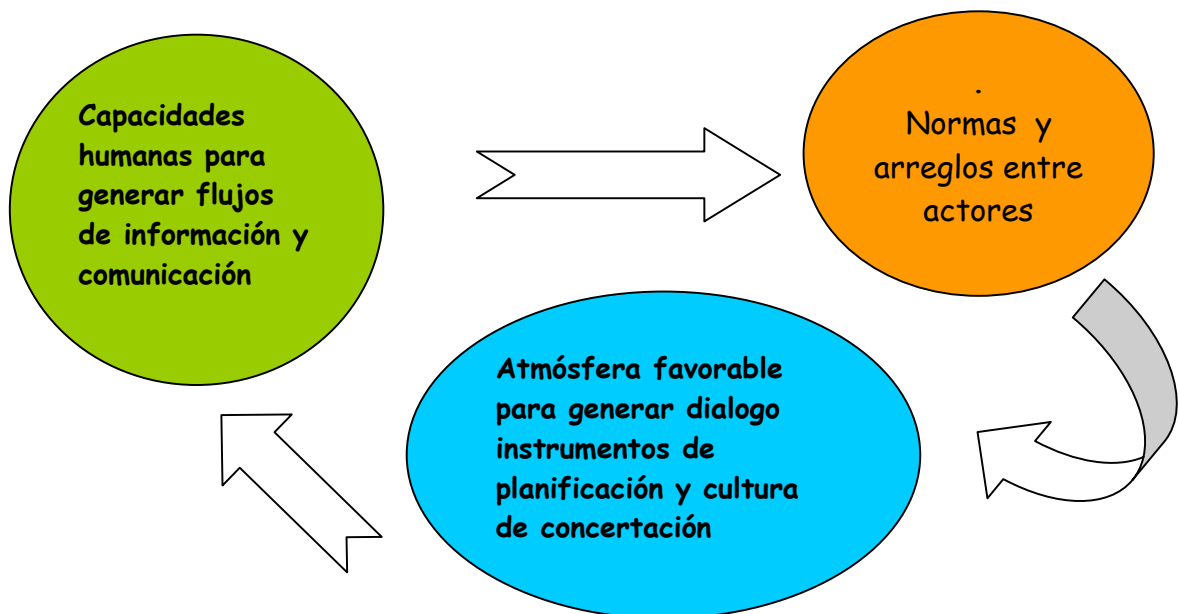 Capacidades
humanas para
generar flujos
de información y
comunicación
.
Normas y
arreglos entre
actores
Atmósfera favorable
para generar dialogo
instrumentos de
planificación y cultura
de concertación